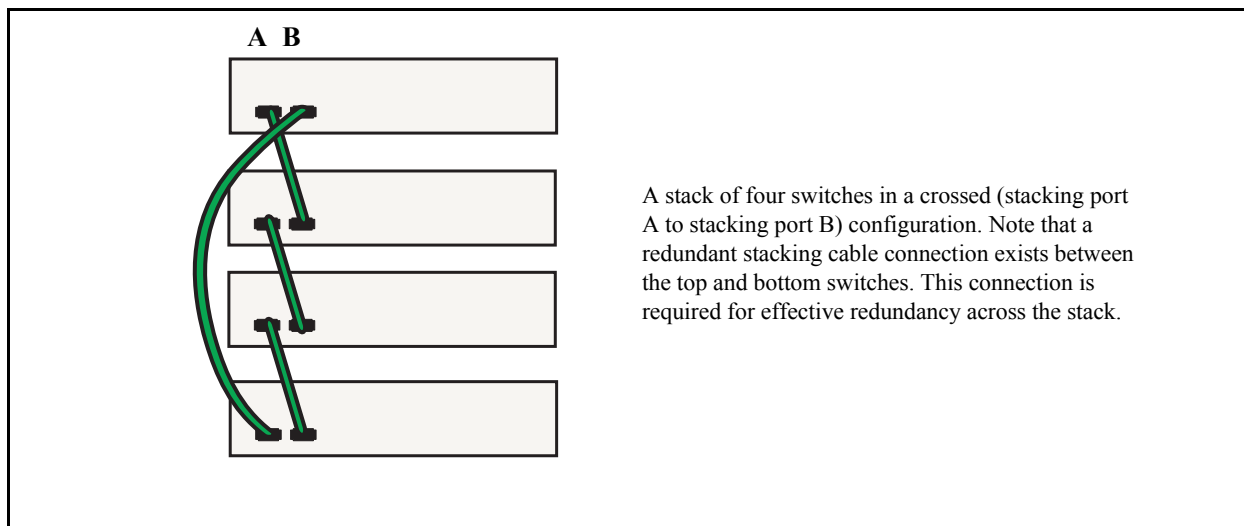 A B
A stack of four switches in a crossed (stacking port
A to stacking port B) configuration. Note that a
redundant stacking cable connection exists between
the top and bottom switches. This connection is
required for effective redundancy across the stack.